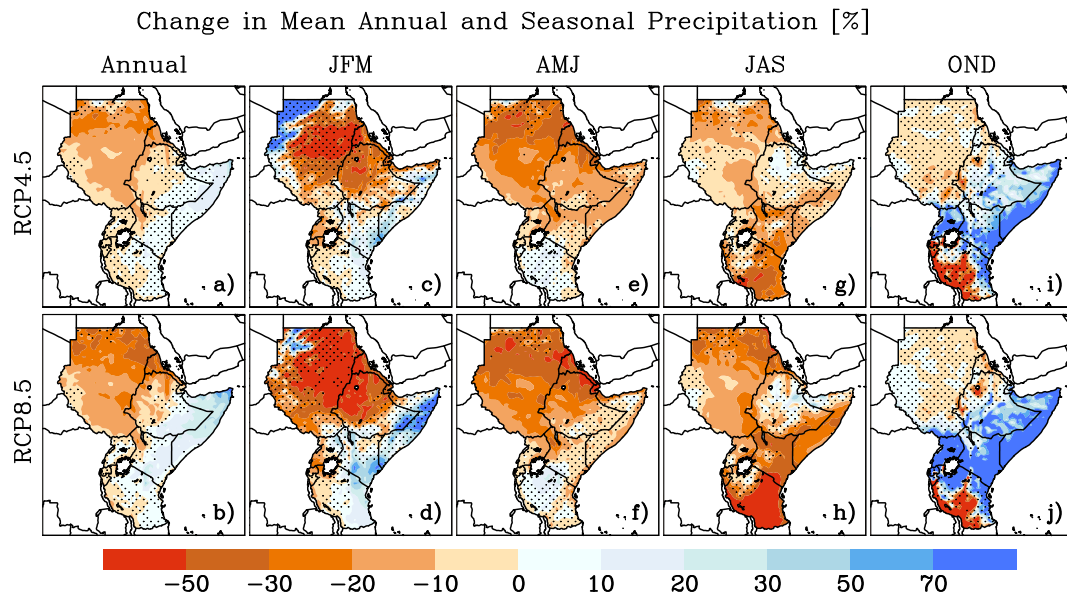 Change in Mean Annual and Seasonal Precipitation [%]
Annual JFM AMJ JAS OND
RCP4.5
a) c) e) g) i)
RCP8.5
b) d) f) h) j)
−50 −30 −20 −10 0 10 20 30 50 70